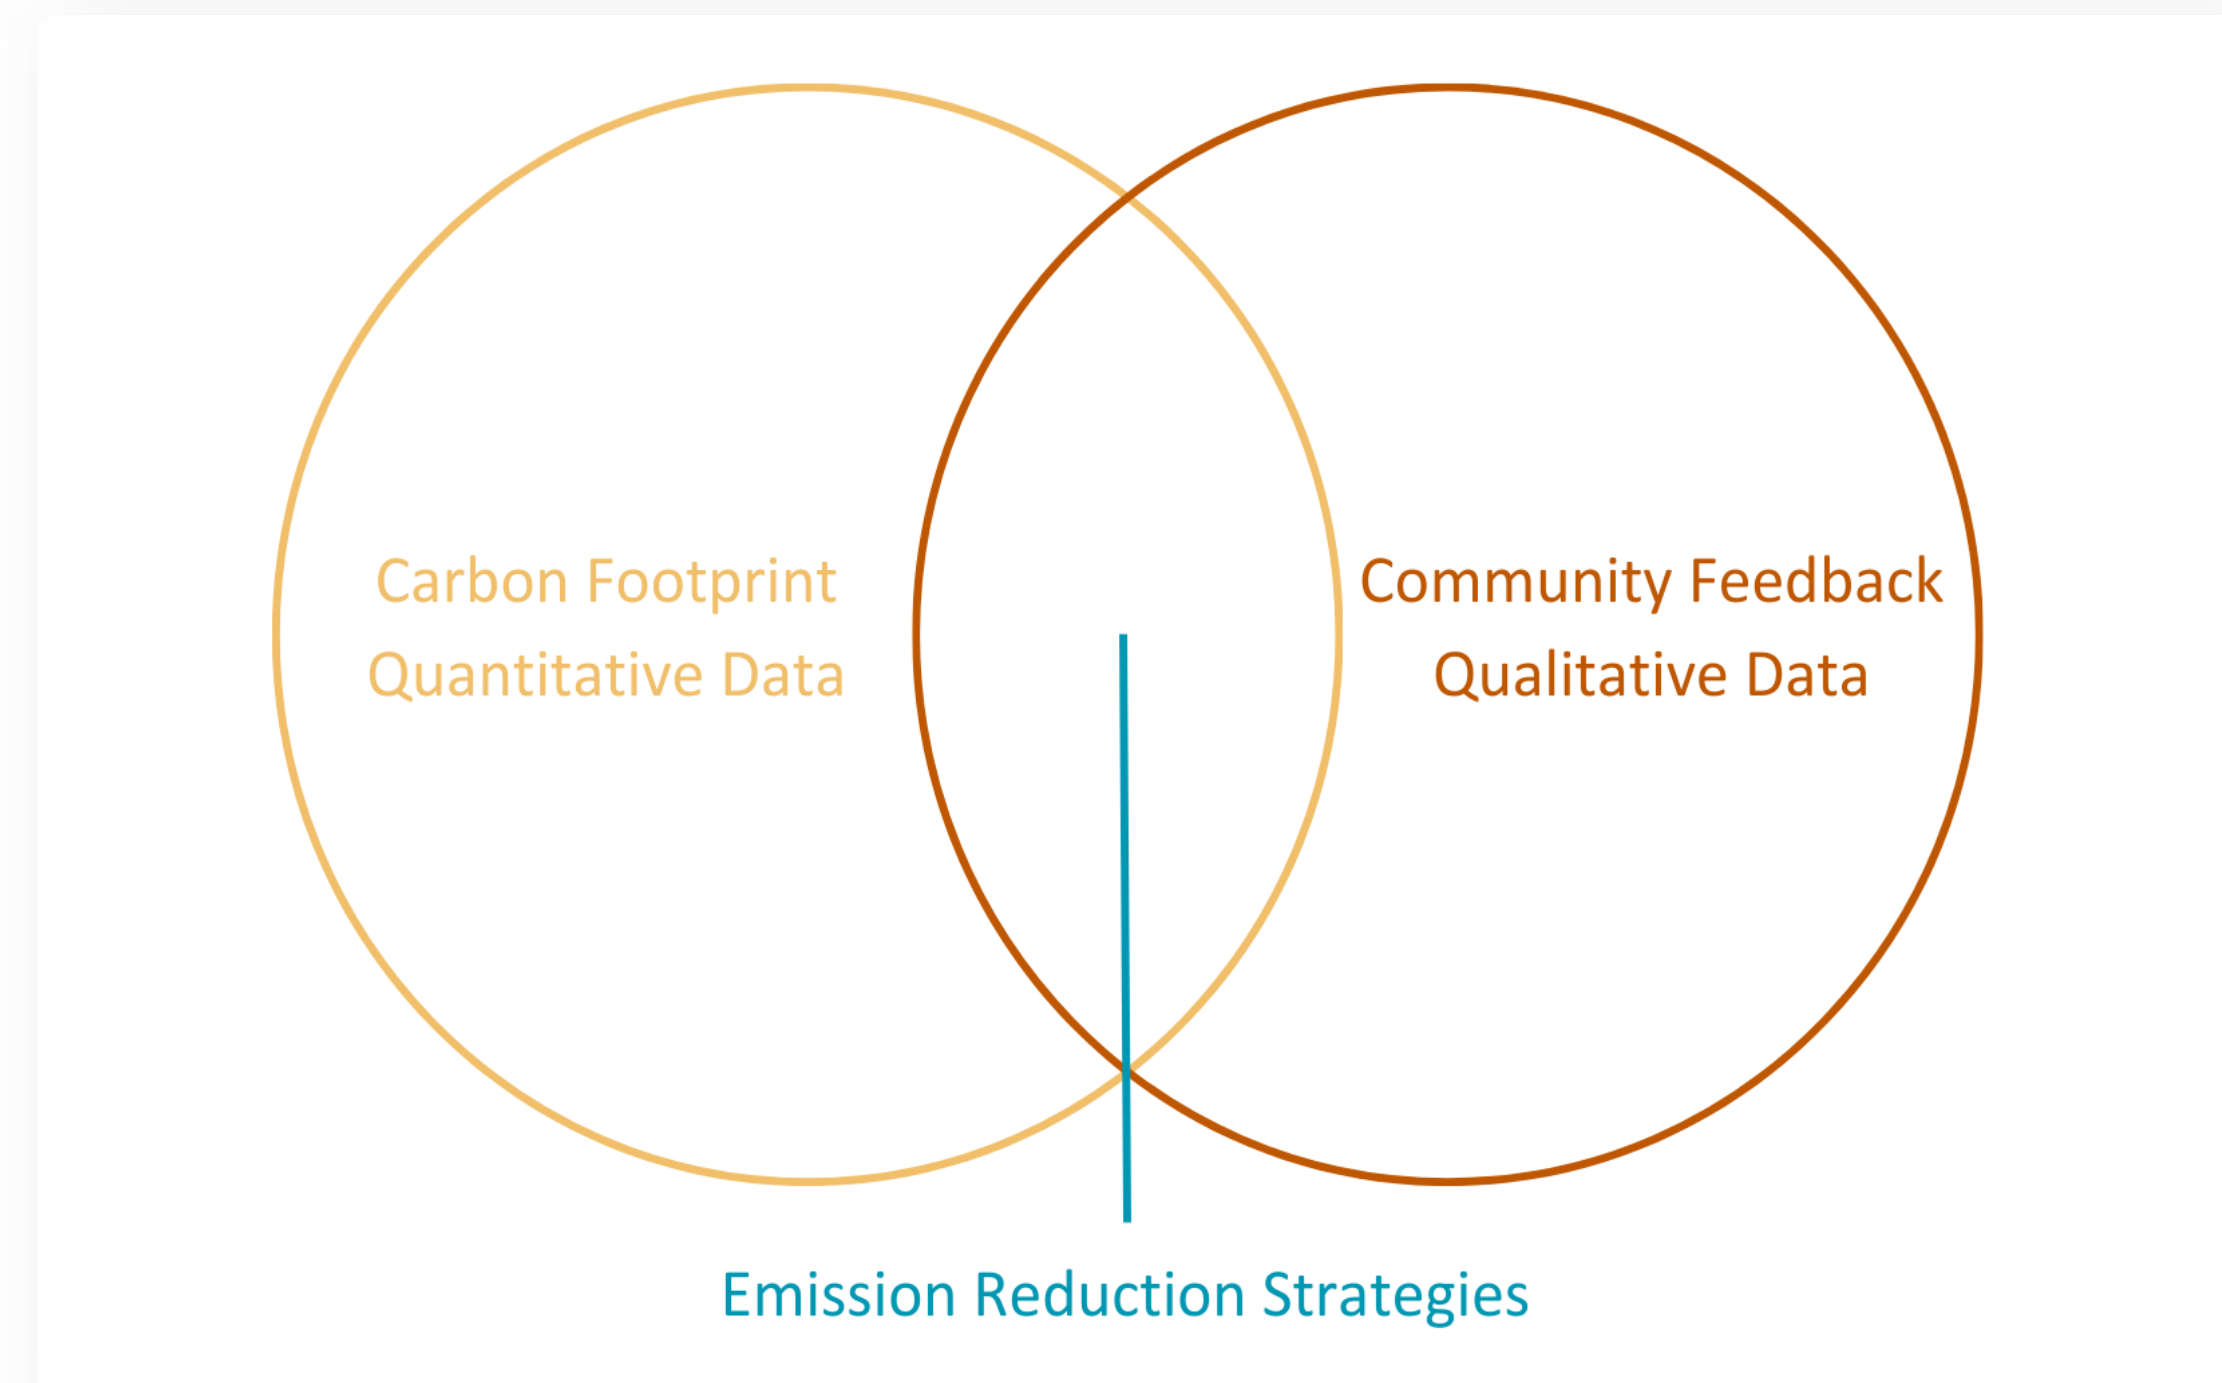 Carbon Footprint
Quantitative Data
Community Feedback
Qualitative Data
Emission Reduction Strategies